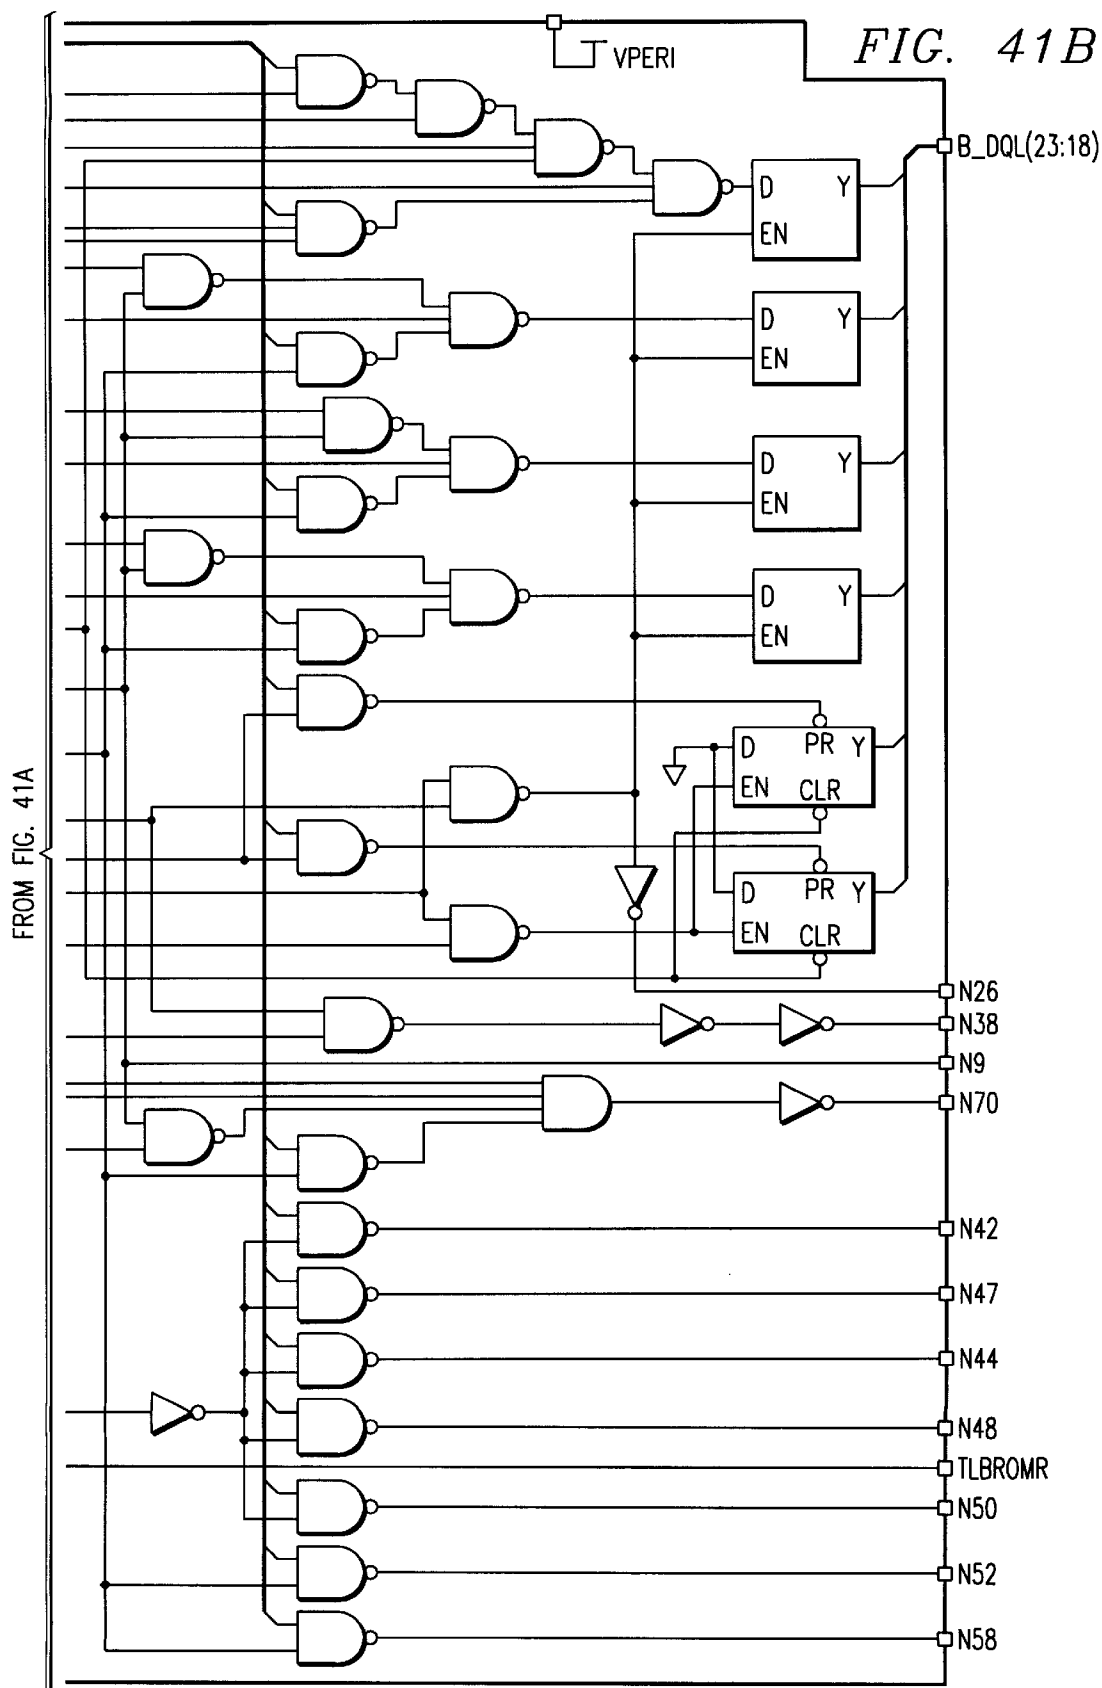 FIG. 41B
VPERI
B_DQL(23:18)
D Y
EN
D Y
EN
D Y
EN
D Y
EN
D PR Y
EN CLR
D PR Y
EN CLR
FROM FIG. 41A
N26
N38
N9
N70
N42
N47
N44
N48
TLBROMR
N50
N52
N58